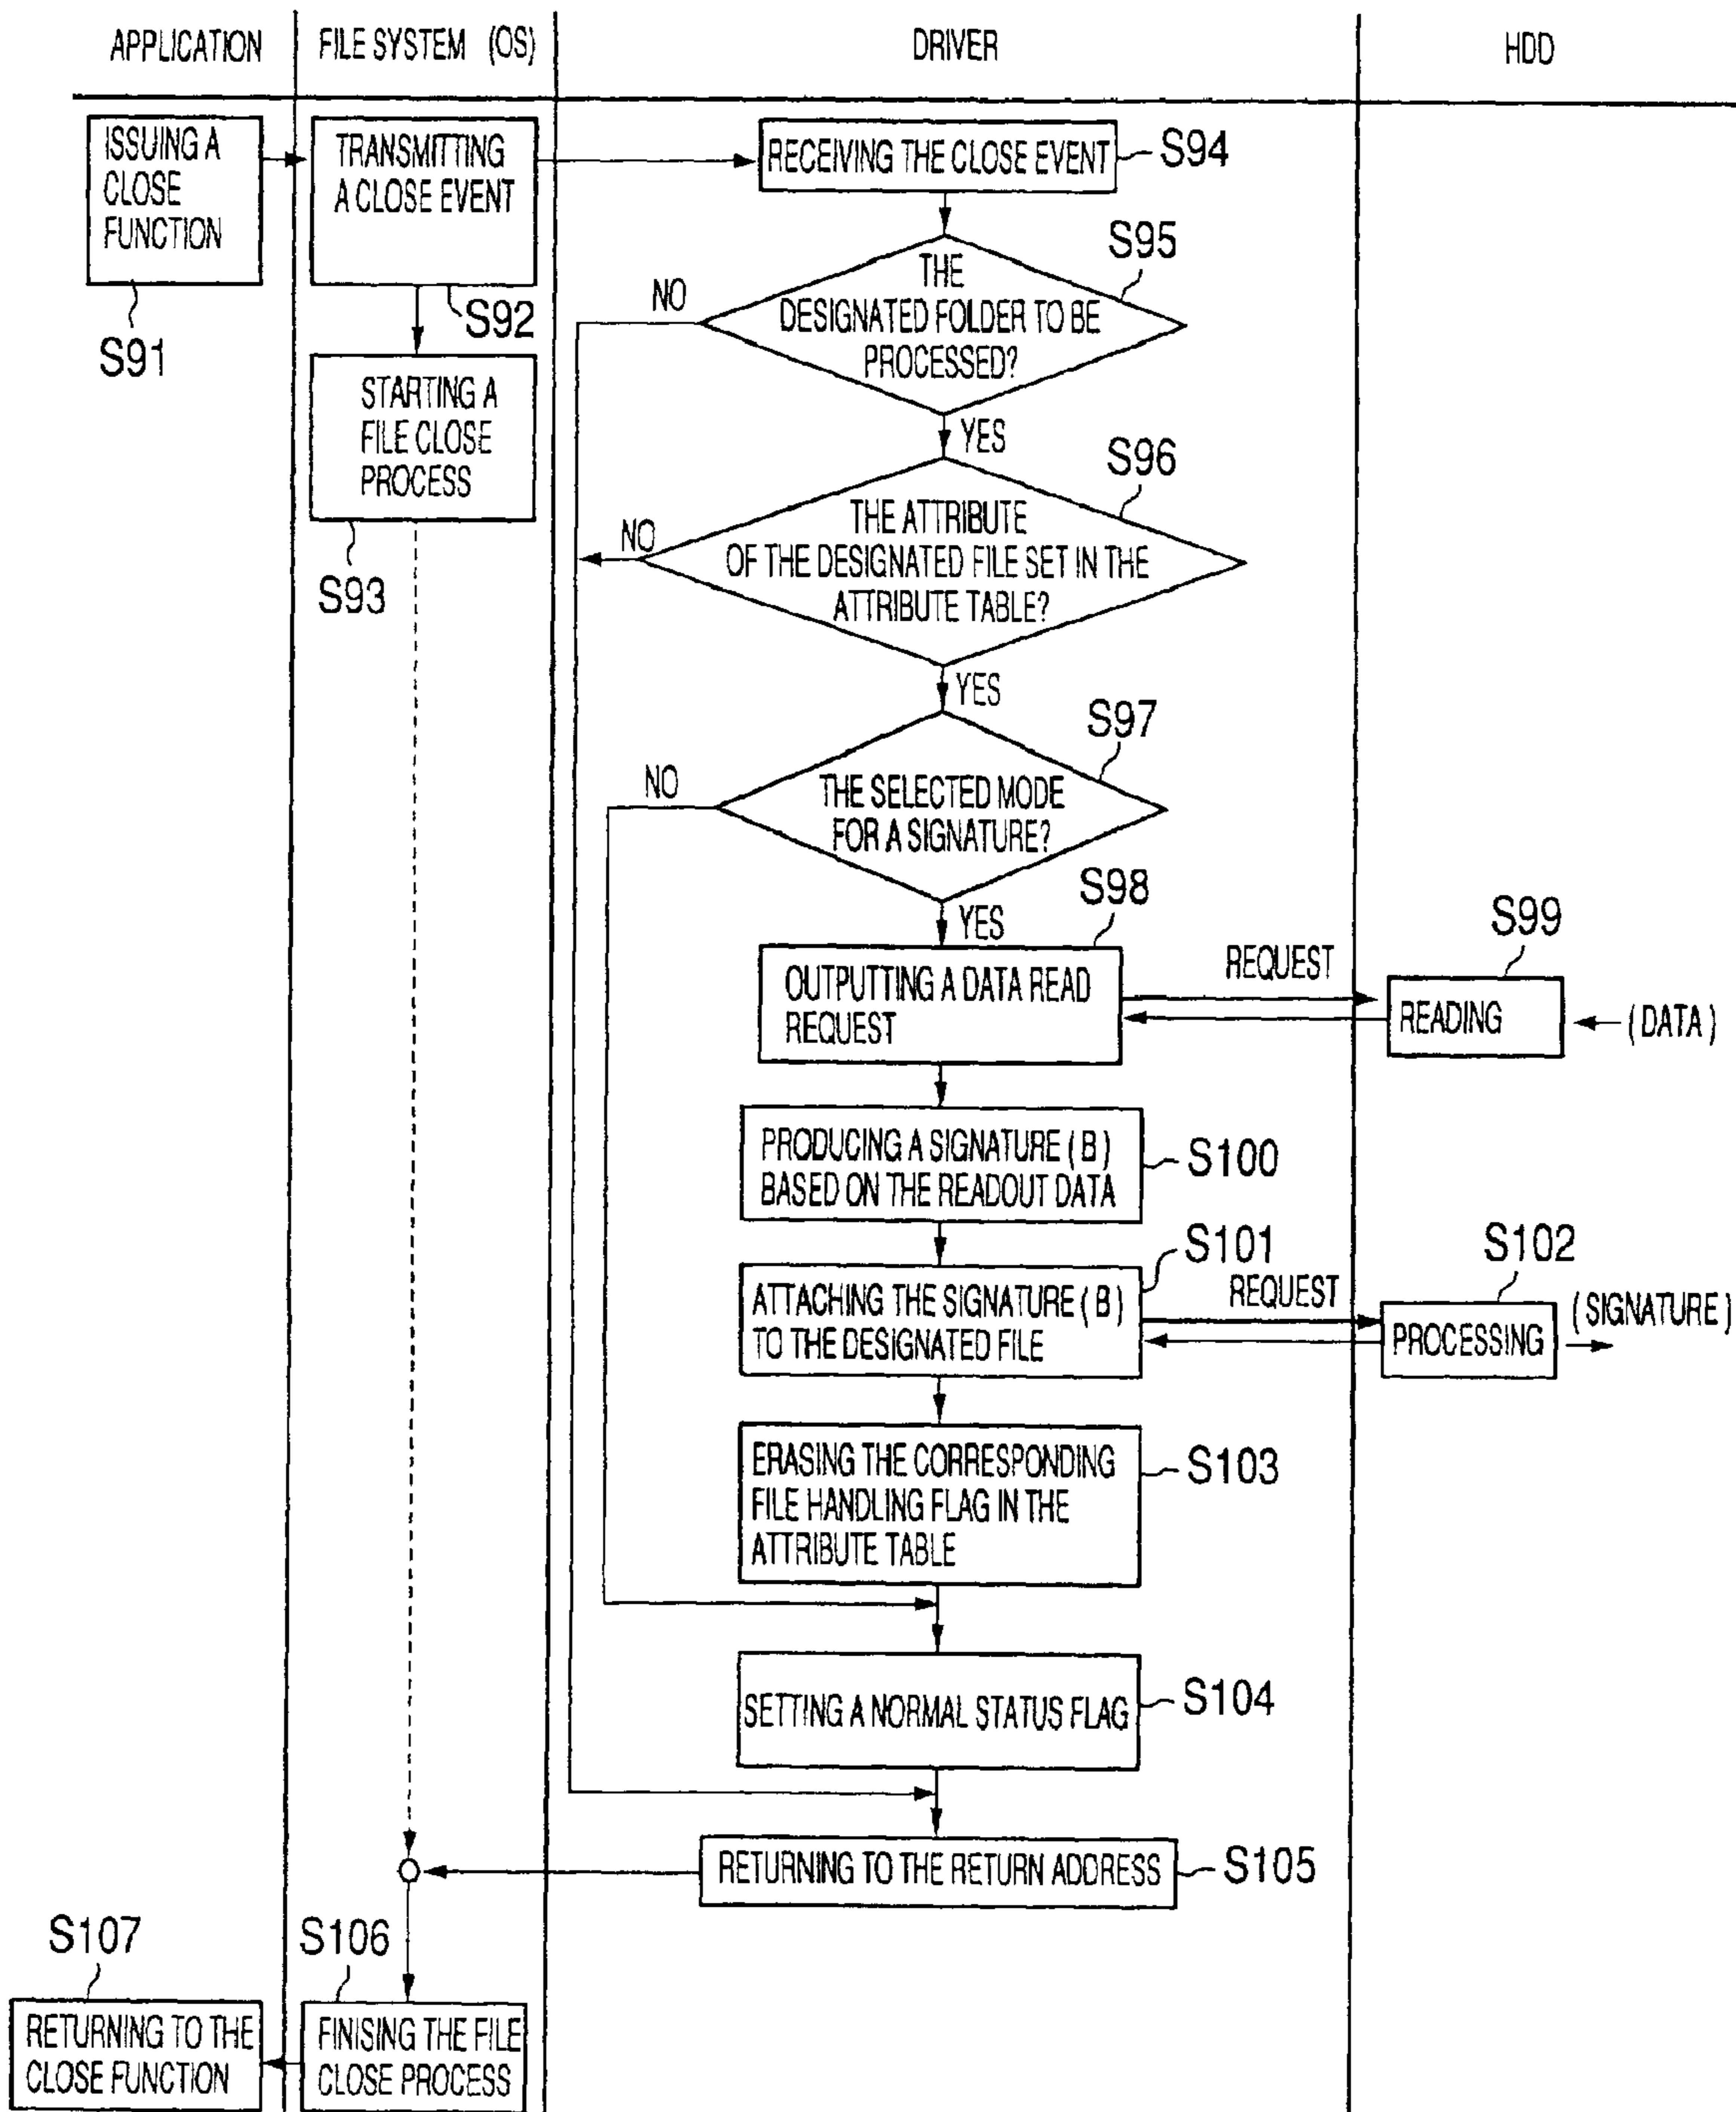 APPLICATION
FILE SYSTEM (OS)
DRIVER
HDD
ISSUING A
CLOSE
FUNCTION
S91
TRANSMITTING
A CLOSE EVENT
S92
STARTING A
FILE CLOSE
PROCESS
S93
RECEIVING THE CLOSE EVENT
S94
S95
THE
DESIGNATED FOLDER TO BE
PROCESSED?
NO
YES
S96
THE ATTRIBUTE
OF THE DESIGNATED FILE SET IN THE
ATTRIBUTE TABLE?
NO
YES
S97
THE SELECTED MODE
FOR A SIGNATURE?
NO
YES
S98
OUTPUTTING A DATA READ
REQUEST
REQUEST
S99
READING
(DATA)
PRODUCING A SIGNATURE (B)
BASED ON THE READOUT DATA
S100
S101
ATTACHING THE SIGNATURE (B)
TO THE DESIGNATED FILE
REQUEST
S102
PROCESSING
(SIGNATURE)
ERASING THE CORRESPONDING
FILE HANDLING FLAG IN THE
ATTRIBUTE TABLE
S103
SETTING A NORMAL STATUS FLAG
S104
RETURNING TO THE RETURN ADDRESS
S105
S107
RETURNING TO THE
CLOSE FUNCTION
S106
FINISING THE FILE
CLOSE PROCESS